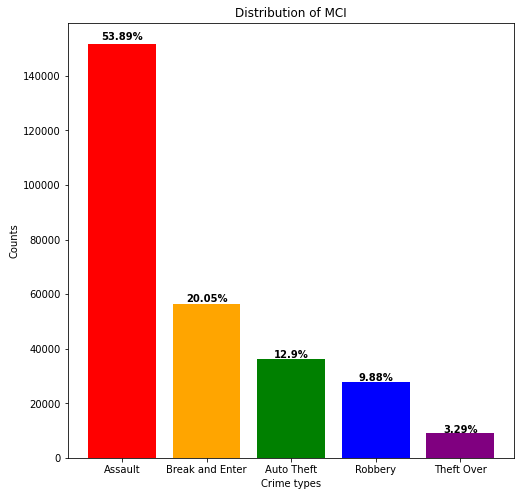 Distribution of MCI
53.89%
140000
120000
100000
80000
60000
40000
20000
0
Counts
20.05%
12.9%
9.88%
3.29%
Assault
Break and Enter
Auto Theft
Robbery
Theft Over
Crime types